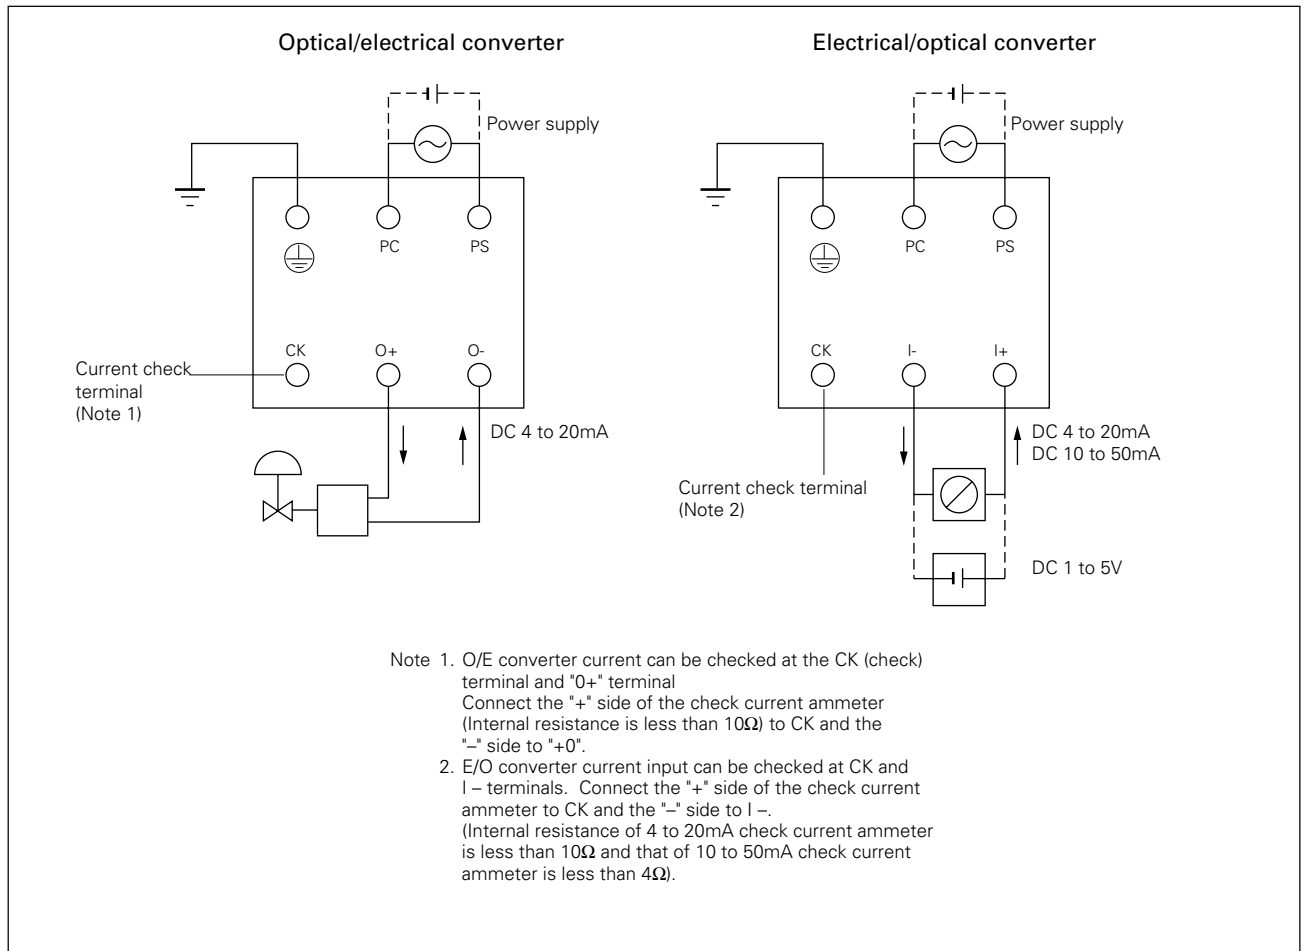 Optical/electrical converter
Power supply
PC
PS
CK
O+
O-
Current check
terminal
(Note 1)
DC 4 to 20mA
Electrical/optical converter
Power supply
PC
PS
CK
I-
I+
DC 4 to 20mA
DC 10 to 50mA
Current check terminal
(Note 2)
DC 1 to 5V
Note 1. O/E converter current can be checked at the CK (check)
terminal and "0+" terminal
Connect the "+" side of the check current ammeter
(Internal resistance is less than 10Ω) to CK and the
"–" side to "+0".
2. E/O converter current input can be checked at CK and
I – terminals. Connect the "+" side of the check current
ammeter to CK and the "–" side to I –.
(Internal resistance of 4 to 20mA check current ammeter
is less than 10Ω and that of 10 to 50mA check current
ammeter is less than 4Ω).